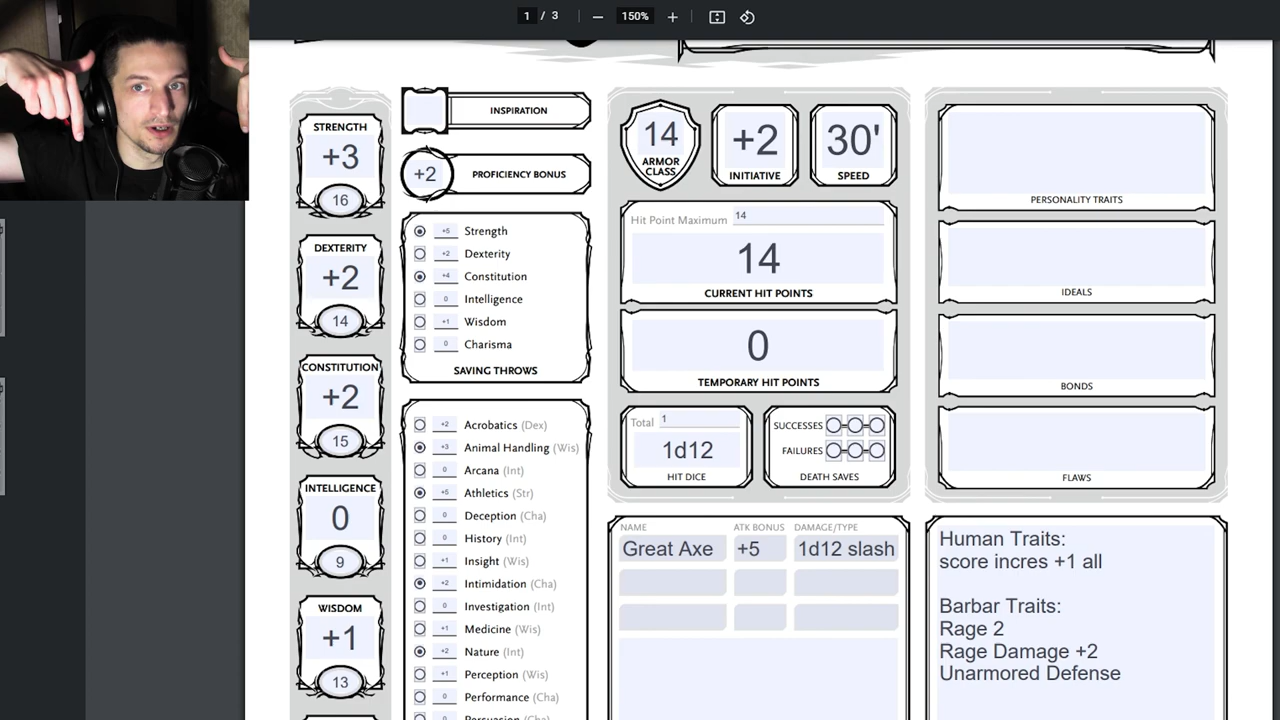 1 / 3
150%
STRENGTH
+3
16
DEXTERITY
+2
14
CONSTITUTION
+2
15
INTELLIGENCE
0
9
WISDOM
+1
13
INSPIRATION
+2 PROFICIENCY BONUS
+5 Strength
+2 Dexterity
+4 Constitution
0 Intelligence
+1 Wisdom
0 Charisma
SAVING THROWS
+2 Acrobatics (Dex)
+3 Animal Handling (Wis)
0 Arcana (Int)
+5 Athletics (Str)
0 Deception (Cha)
0 History (Int)
+1 Insight (Wis)
+2 Intimidation (Cha)
0 Investigation (Int)
+1 Medicine (Wis)
+2 Nature (Int)
+1 Perception (Wis)
0 Performance (Cha)
Persuasion (Cha)
14
ARMOR
CLASS
+2
INITIATIVE
30'
SPEED
Hit Point Maximum 14
14
CURRENT HIT POINTS
0
TEMPORARY HIT POINTS
Total 1
1d12
HIT DICE
SUCCESSES
FAILURES
DEATH SAVES
NAME ATK BONUS DAMAGE/TYPE
Great Axe +5 1d12 slash
PERSONALITY TRAITS
IDEALS
BONDS
FLAWS
Human Traits:
score incres +1 all
Barbar Traits:
Rage 2
Rage Damage +2
Unarmored Defense